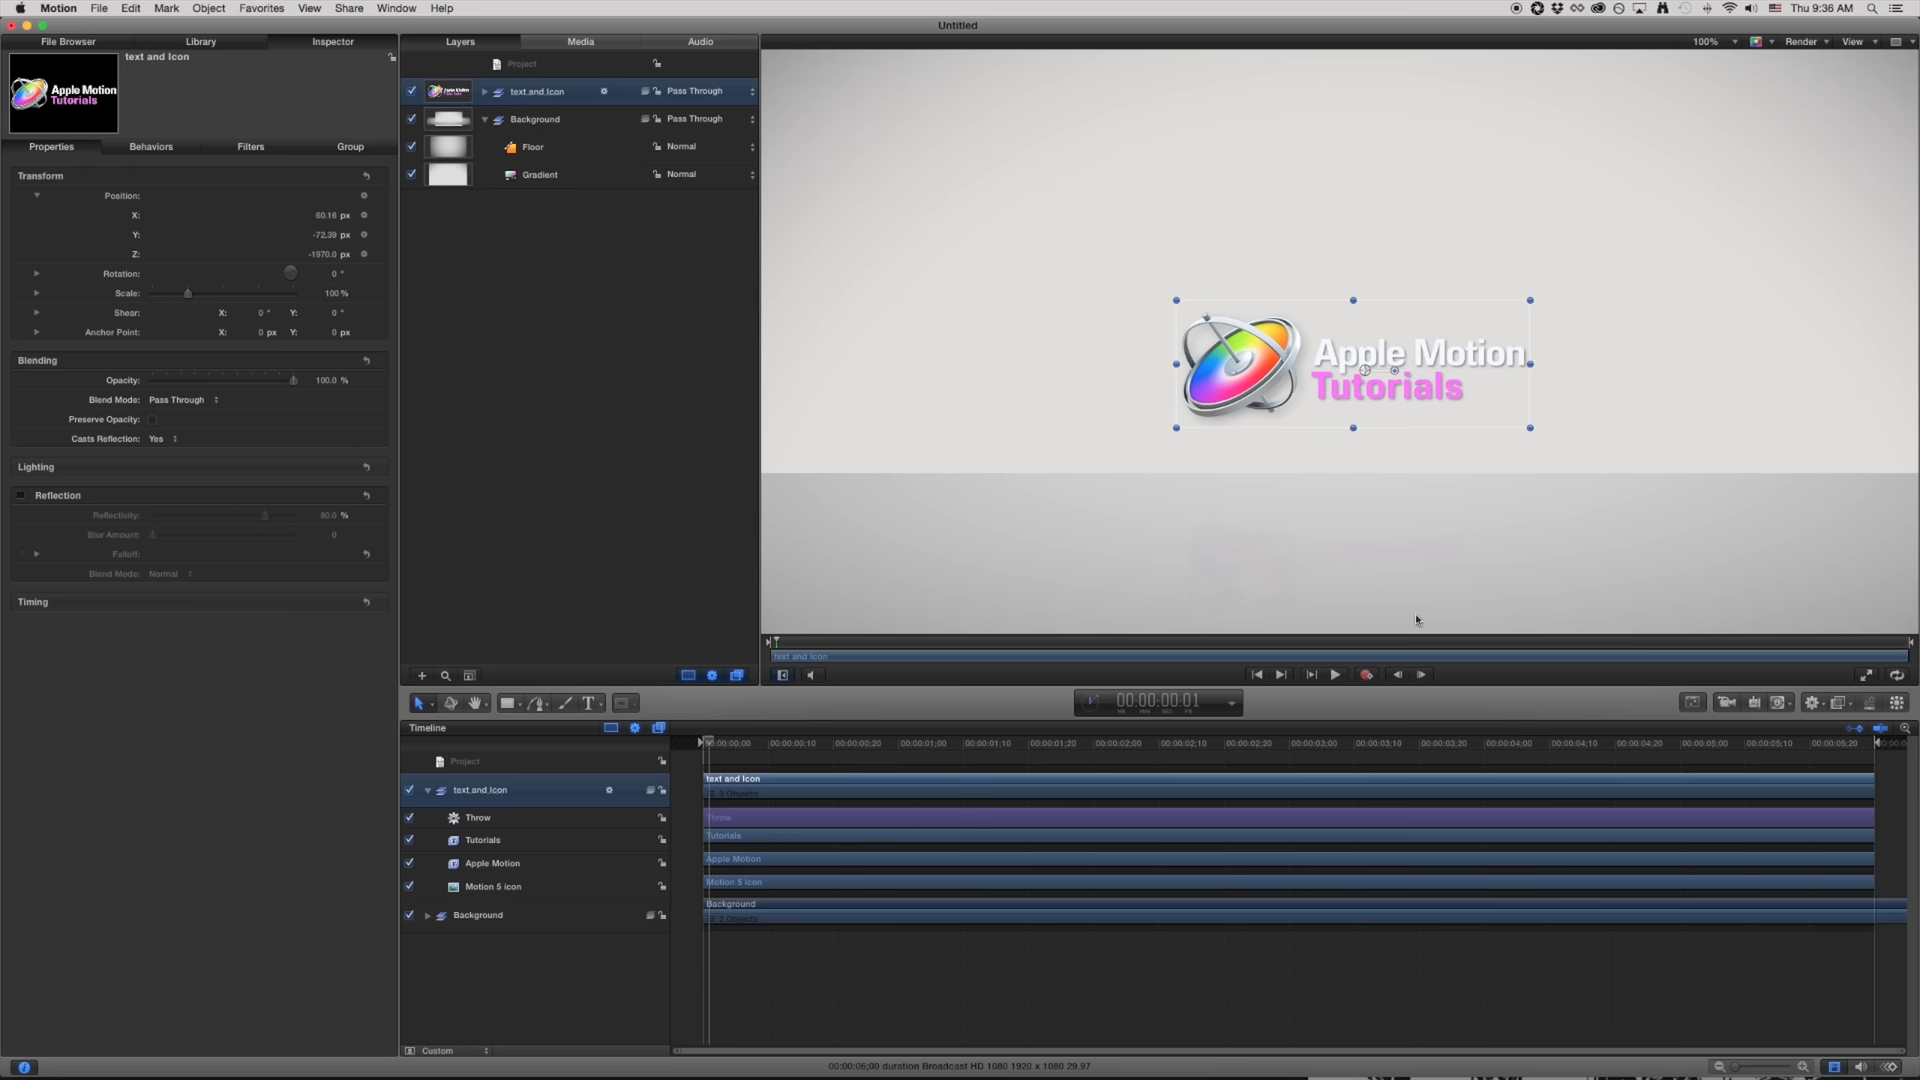 Motion File Edit Mark Object Favorites View Share Window Help
Thu 9:36 AM
Untitled
File Browser Library Inspector
text and Icon
Apple Motion
Tutorials
Properties Behaviors Filters Group
Transform
Position:
X: 60.16 px
Y: -72.39 px
Z: -1970.0 px
Rotation: 0 °
Scale: 100 %
Shear: X: 0 ° Y: 0 °
Anchor Point: X: 0 px Y: 0 px
Blending
Opacity: 100.0 %
Blend Mode: Pass Through
Preserve Opacity:
Casts Reflection: Yes
Lighting
Reflection
Reflectivity: 80.0 %
Blur Amount: 0
Falloff:
Blend Mode: Normal
Timing
Layers Media Audio
Project
text and Icon Pass Through
Background Pass Through
Floor Normal
Gradient Normal
100% Render View
Apple Motion
Tutorials
text and Icon
T
00:00:00:01
HR MIN SEC FR
Timeline
00:00:00;00 00:00:00;10 00:00:00;20 00:00:01;00 00:00:01;10 00:00:01;20 00:00:02;00 00:00:02;10 00:00:02;20 00:00:03;00 00:00:03;10 00:00:03;20 00:00:04;00 00:00:04;10 00:00:04;20 00:00:05;00 00:00:05;10 00:00:05;20
Project
text and Icon
text and Icon
3 Objects
Throw
Throw
Tutorials
Tutorials
Apple Motion
Apple Motion
Motion 5 icon
Motion 5 icon
Background
Background
2 Objects
Custom
00:00:06;00 duration Broadcast HD 1080 1920 x 1080 29.97